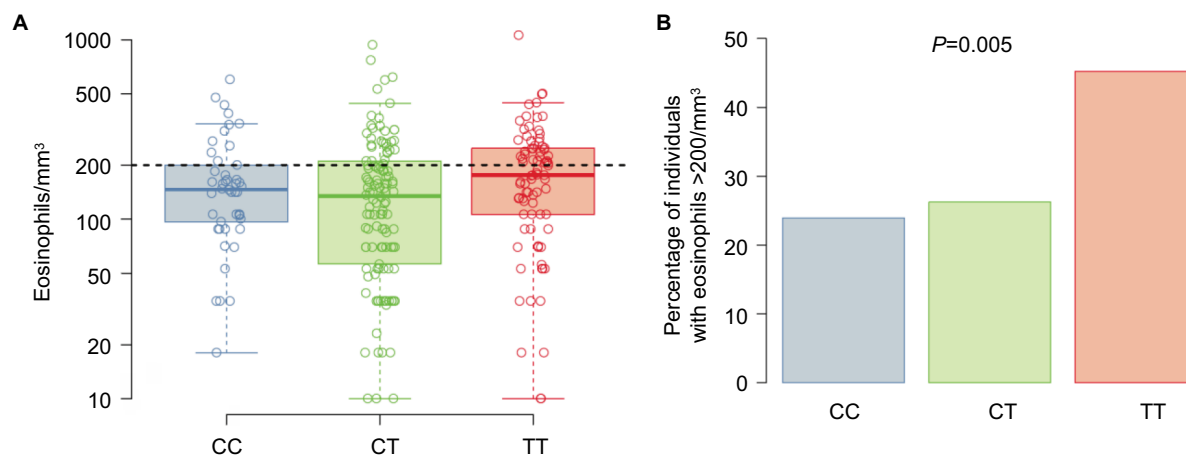 A
Eosinophils/mm³
1000
500
200
100
50
20
10
CC
CT
TT
B
Percentage of individuals
with eosinophils >200/mm³
50
40
30
20
10
0
P=0.005
CC
CT
TT